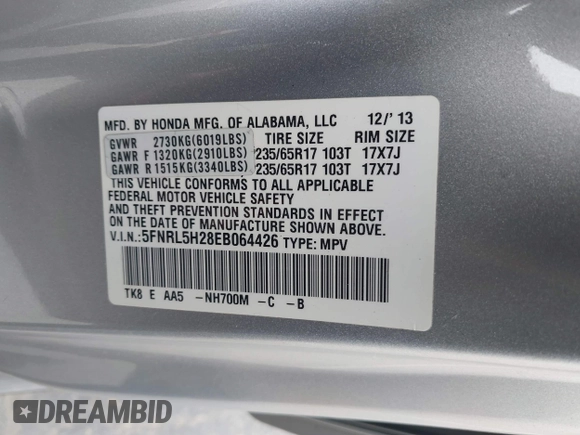 MFD. BY HONDA MFG. OF ALABAMA, LLC 12/' 13
GVWR 2730KG(6019LBS) TIRE SIZE RIM SIZE
GAWR F 1320KG(2910LBS) 235/65R17 103T 17X7J
GAWR R 1515KG(3340LBS) 235/65R17 103T 17X7J
THIS VEHICLE CONFORMS TO ALL APPLICABLE
FEDERAL MOTOR VEHICLE SAFETY
AND THEFT PREVENTION STANDARDS IN EFFECT
ON THE DATE OF MANUFACTURE SHOWN ABOVE.
V.I.N.:5FNRL5H28EB064426 TYPE: MPV
TK8 E AA5 -NH700M -C -B
DREAMBID